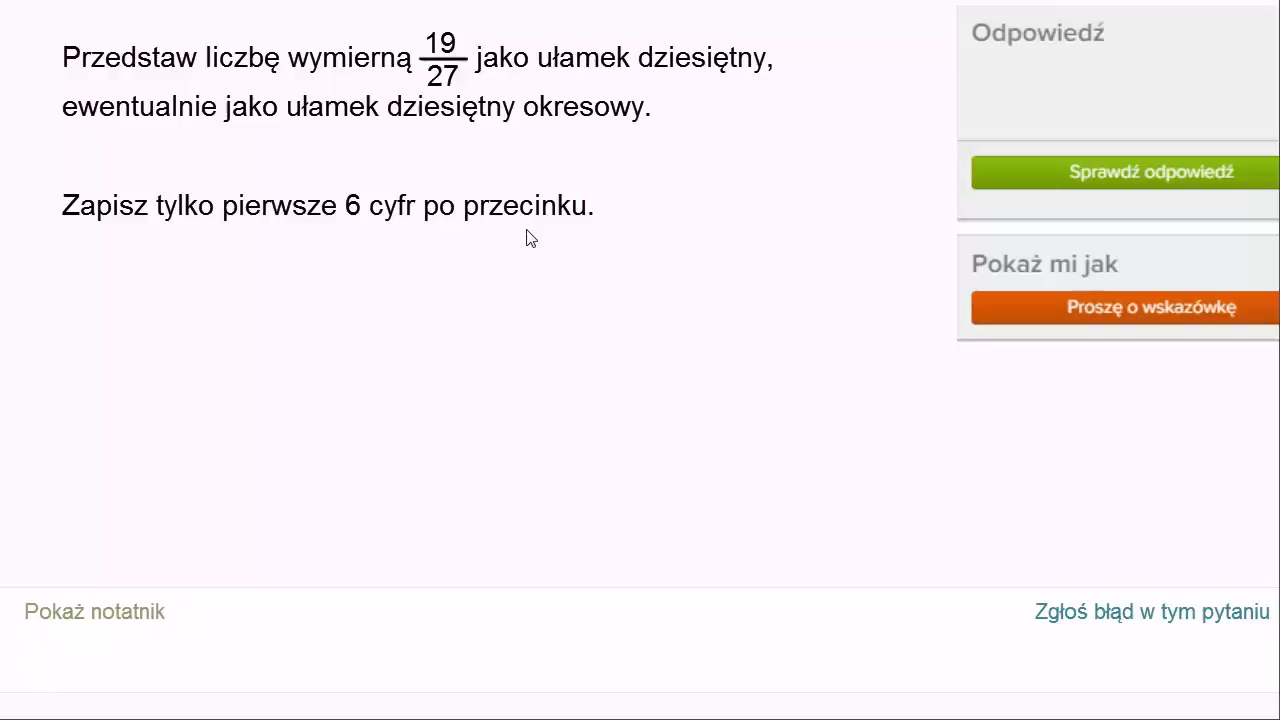 Przedstaw liczbę wymierną 19/27 jako ułamek dziesiętny,
ewentualnie jako ułamek dziesiętny okresowy.
Zapisz tylko pierwsze 6 cyfr po przecinku.
Odpowiedź
Sprawdź odpowiedź
Pokaż mi jak
Proszę o wskazówkę
Pokaż notatnik
Zgłoś błąd w tym pytaniu